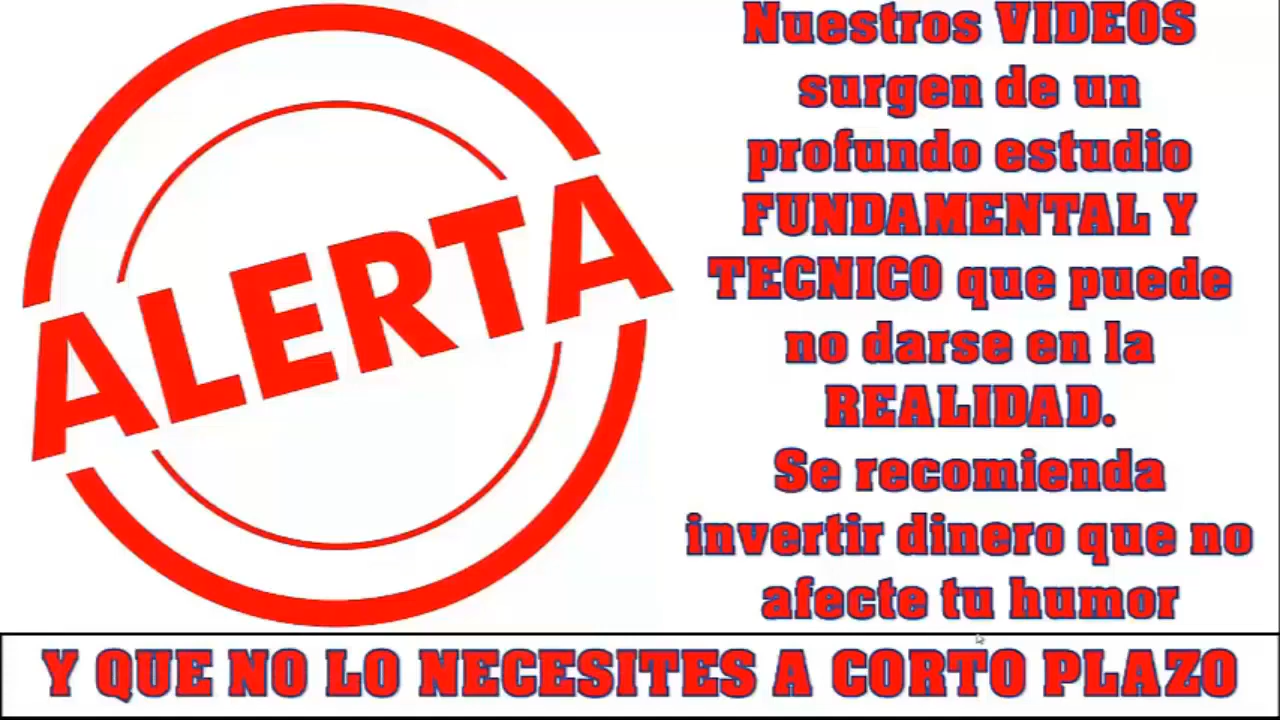 ALERTA
Nuestros VIDEOS
surgen de un
profundo estudio
FUNDAMENTAL Y
TECNICO que puede
no darse en la
REALIDAD.
Se recomienda
invertir dinero que no
afecte tu humor
Y QUE NO LO NECESITES A CORTO PLAZO